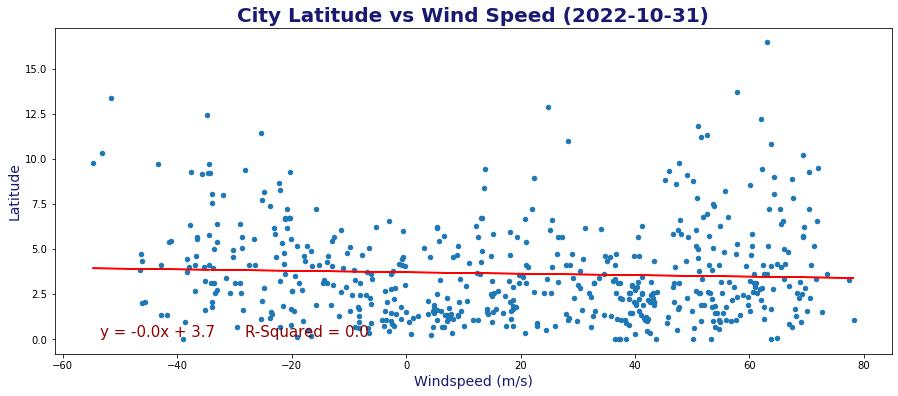 City Latitude vs Wind Speed (2022-10-31)
Latitude
15.0
12.5
10.0
7.5
5.0
2.5
0.0
y = -0.0x + 3.7 R-Squared = 0.0
−60 −40 −20 0 20 40 60 80
Windspeed (m/s)